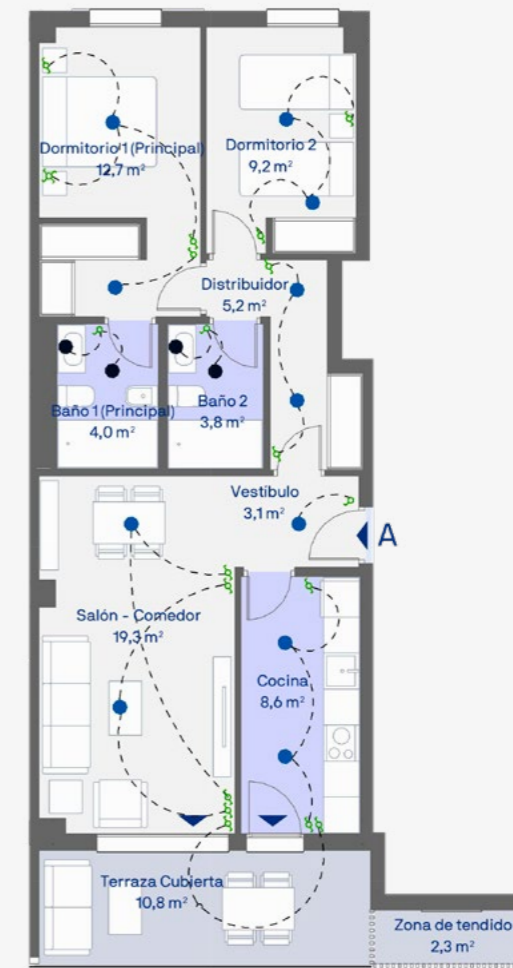 Dormitorio 1 (Principal)
12,7 m²
Dormitorio 2
9,2 m²
Distribuidor
5,2 m²
Baño 1 (Principal)
4,0 m²
Baño 2
3,8 m²
Vestíbulo
3,1 m²
A
Salón - Comedor
19,3 m²
Cocina
8,6 m²
Terraza Cubierta
10,8 m²
Zona de tendido
2,3 m²